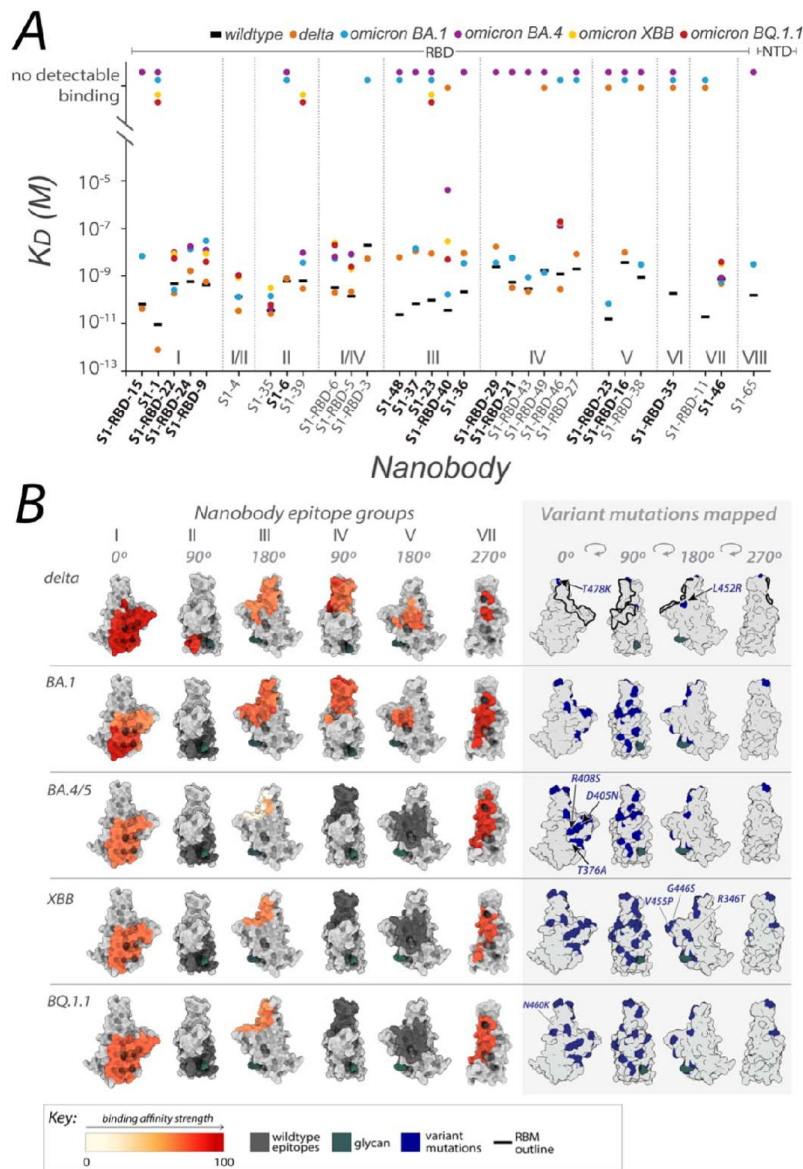 A
wildtype delta omicron BA.1 omicron BA.4 omicron XBB omicron BQ.1.1
RBD NTD
no detectable
binding
KD (M)
10-5
10-7
10-9
10-11
10-13
I I/II II I/IV III IV V VI VII VIII
S1-RBD-15
S1-1
S1-RBD-22
S1-RBD-24
S1-RBD-9
S1-4
S1-35
S1-6
S1-39
S1-RBD-6
S1-RBD-5
S1-RBD-3
S1-48
S1-37
S1-23
S1-RBD-40
S1-36
S1-RBD-29
S1-RBD-21
S1-RBD-43
S1-RBD-49
S1-RBD-46
S1-RBD-27
S1-RBD-23
S1-RBD-16
S1-RBD-38
S1-RBD-35
S1-RBD-11
S1-46
S1-65
Nanobody
B
Nanobody epitope groups Variant mutations mapped
I II III IV V VII
0º 90º 180º 90º 180º 270º 0º 90º 180º 270º
delta
T478K L452R
BA.1
BA.4/5
R408S
D405N
T376A
XBB
G446S
V455P R346T
BQ.1.1
N460K
Key:
binding affinity strength
0 100
wildtype
epitopes
glycan
variant
mutations
RBM
outline